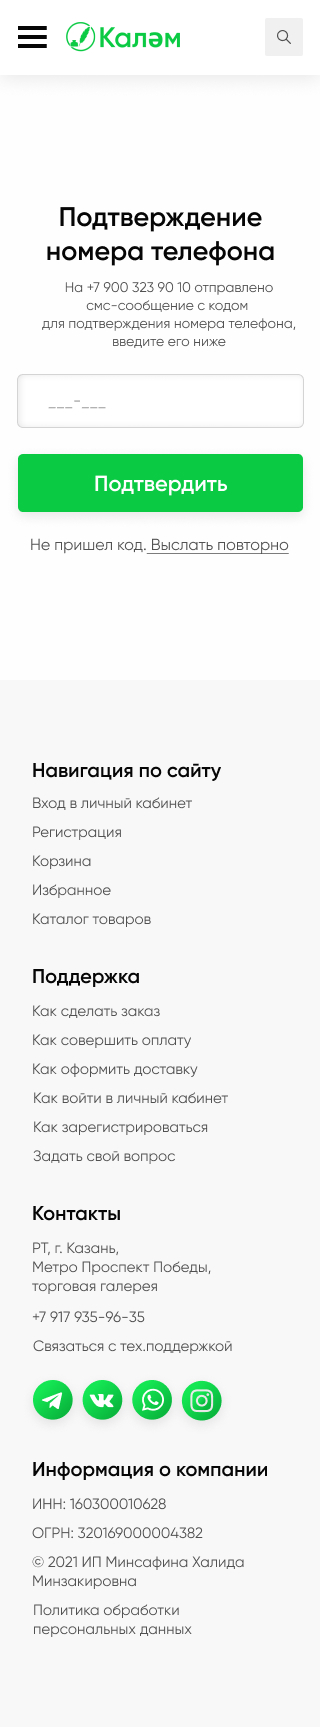 Каләм
Подтверждение
номера телефона
На +7 900 323 90 10 отправлено
смс-сообщение с кодом
для подтверждения номера телефона,
введите его ниже
___-___
Подтвердить
Не пришел код. Выслать повторно
Навигация по сайту
Вход в личный кабинет
Регистрация
Корзина
Избранное
Каталог товаров
Поддержка
Как сделать заказ
Как совершить оплату
Как оформить доставку
Как войти в личный кабинет
Как зарегистрироваться
Задать свой вопрос
Контакты
РТ, г. Казань,
Метро Проспект Победы,
торговая галерея
+7 917 935-96-35
Связаться с тех.поддержкой
Информация о компании
ИНН: 160300010628
ОГРН: 320169000004382
© 2021 ИП Минсафина Халида
Минзакировна
Политика обработки
персональных данных